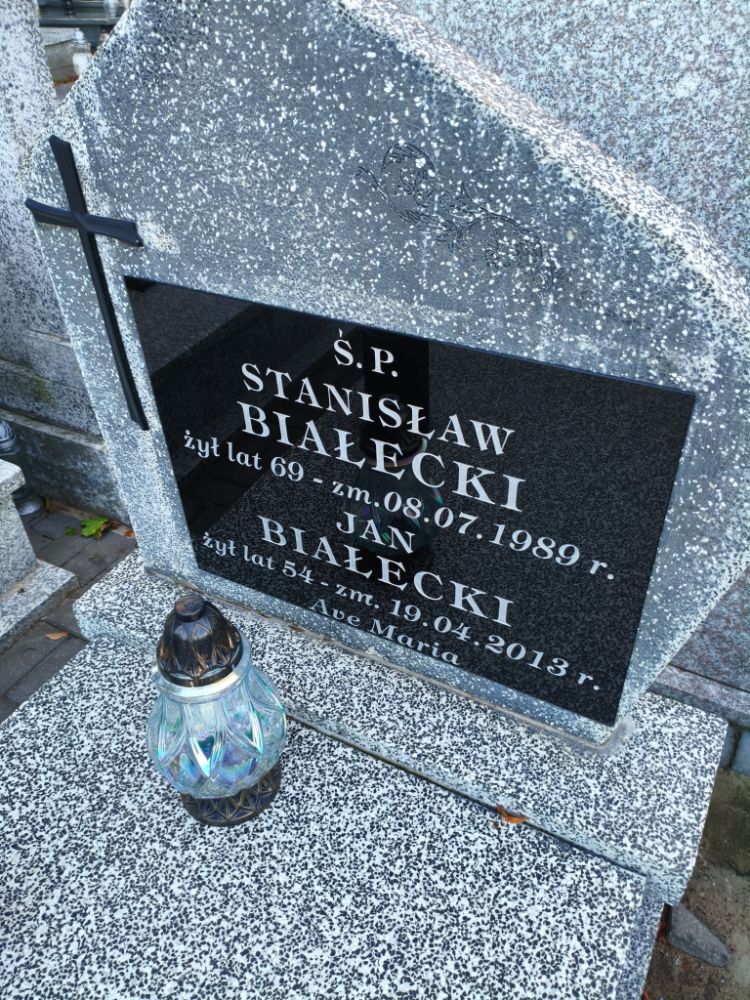 Ś.P.
STANISŁAW
BIAŁECKI
żył lat 69 - zm. 08.07.1989 r.
JAN
BIAŁECKI
żył lat 54 - zm. 19.04.2013 r.
Ave Maria